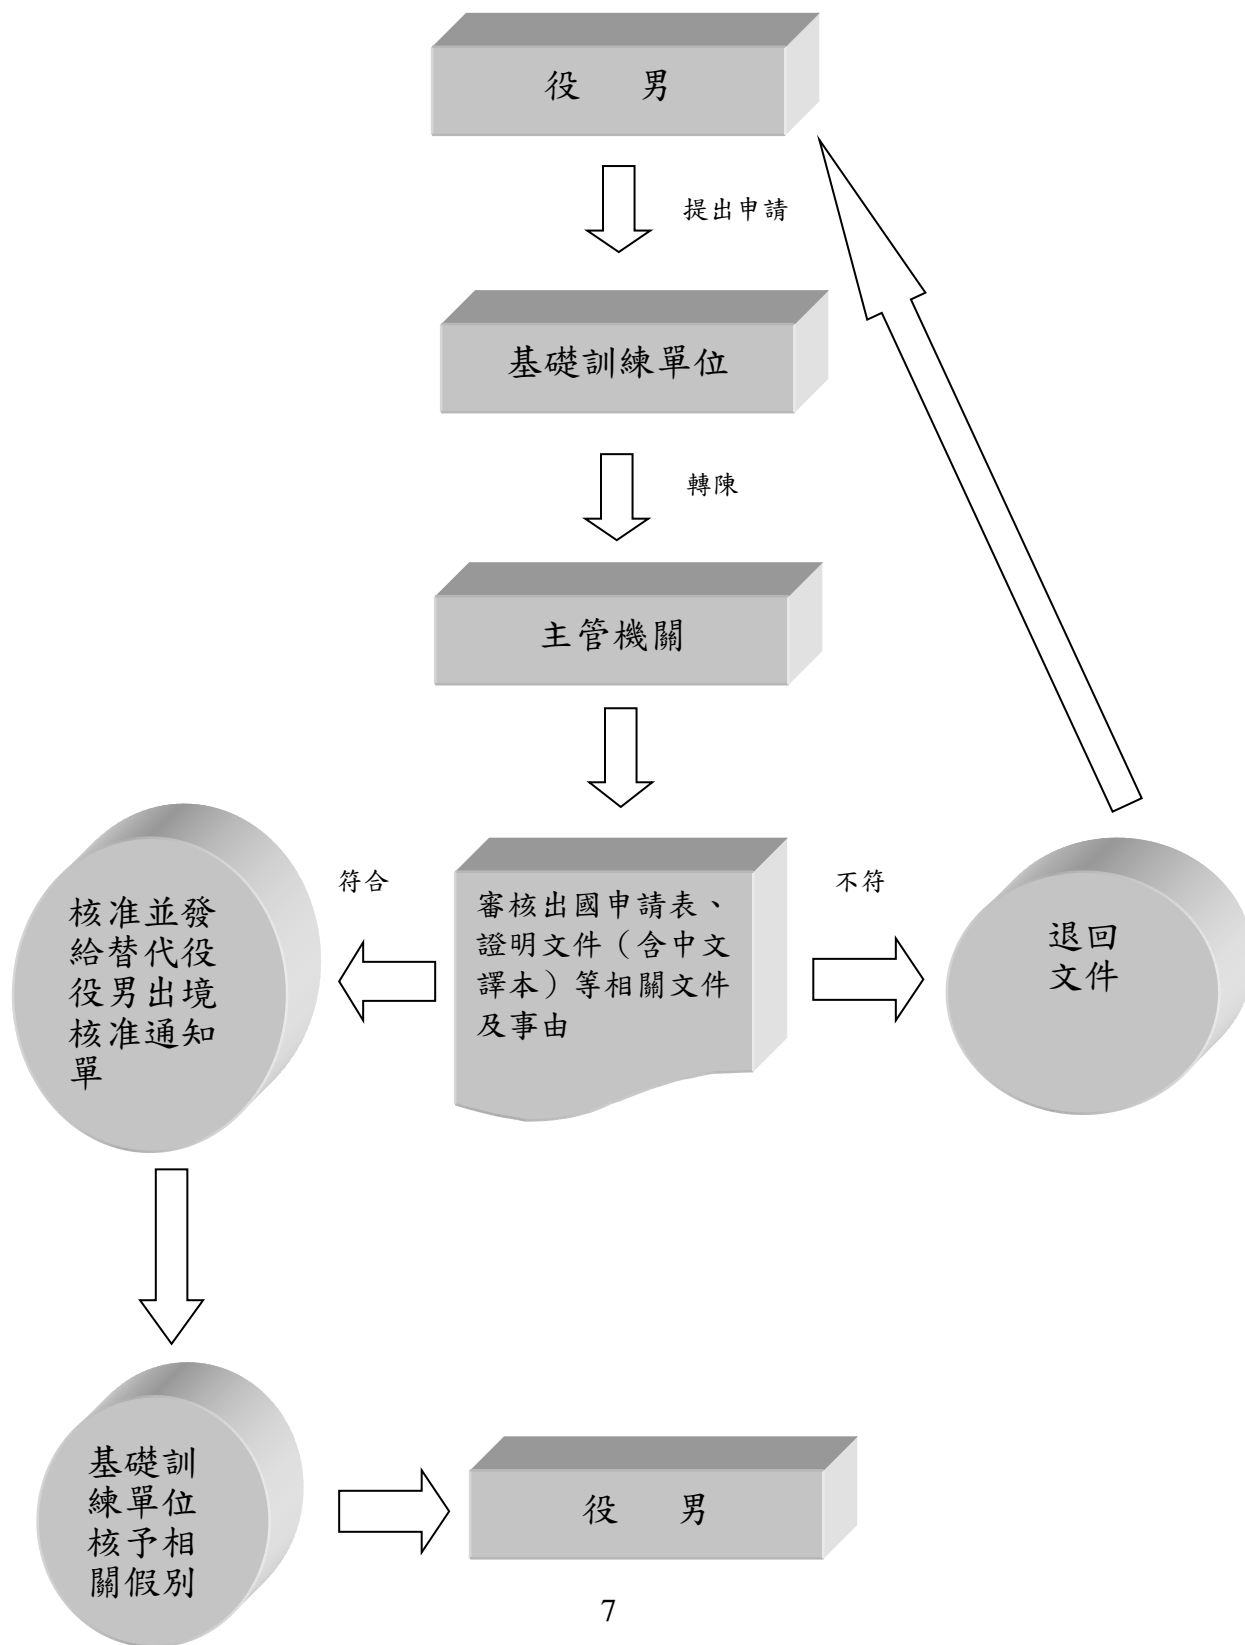 役 男
提出申請
基礎訓練單位
轉陳
主管機關
符合
不符
核准並發
給替代役
役男出境
核准通知
單
審核出國申請表、
證明文件（含中文
譯本）等相關文件
及事由
退回
文件
基礎訓
練單位
核予相
關假別
役 男
7